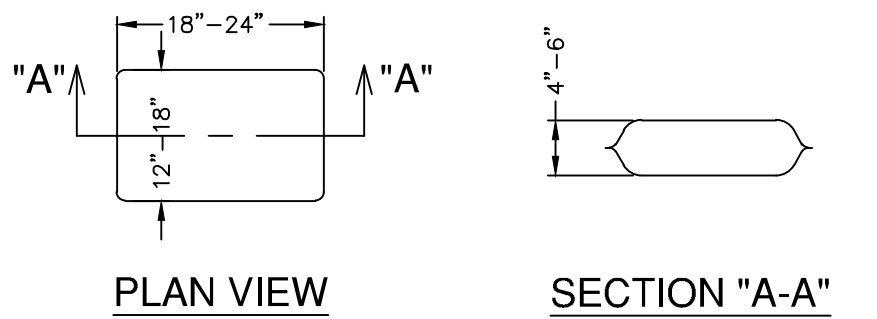 18"-24"
"A"
"A"
12"-18"
4"-6"
PLAN VIEW
SECTION "A-A"